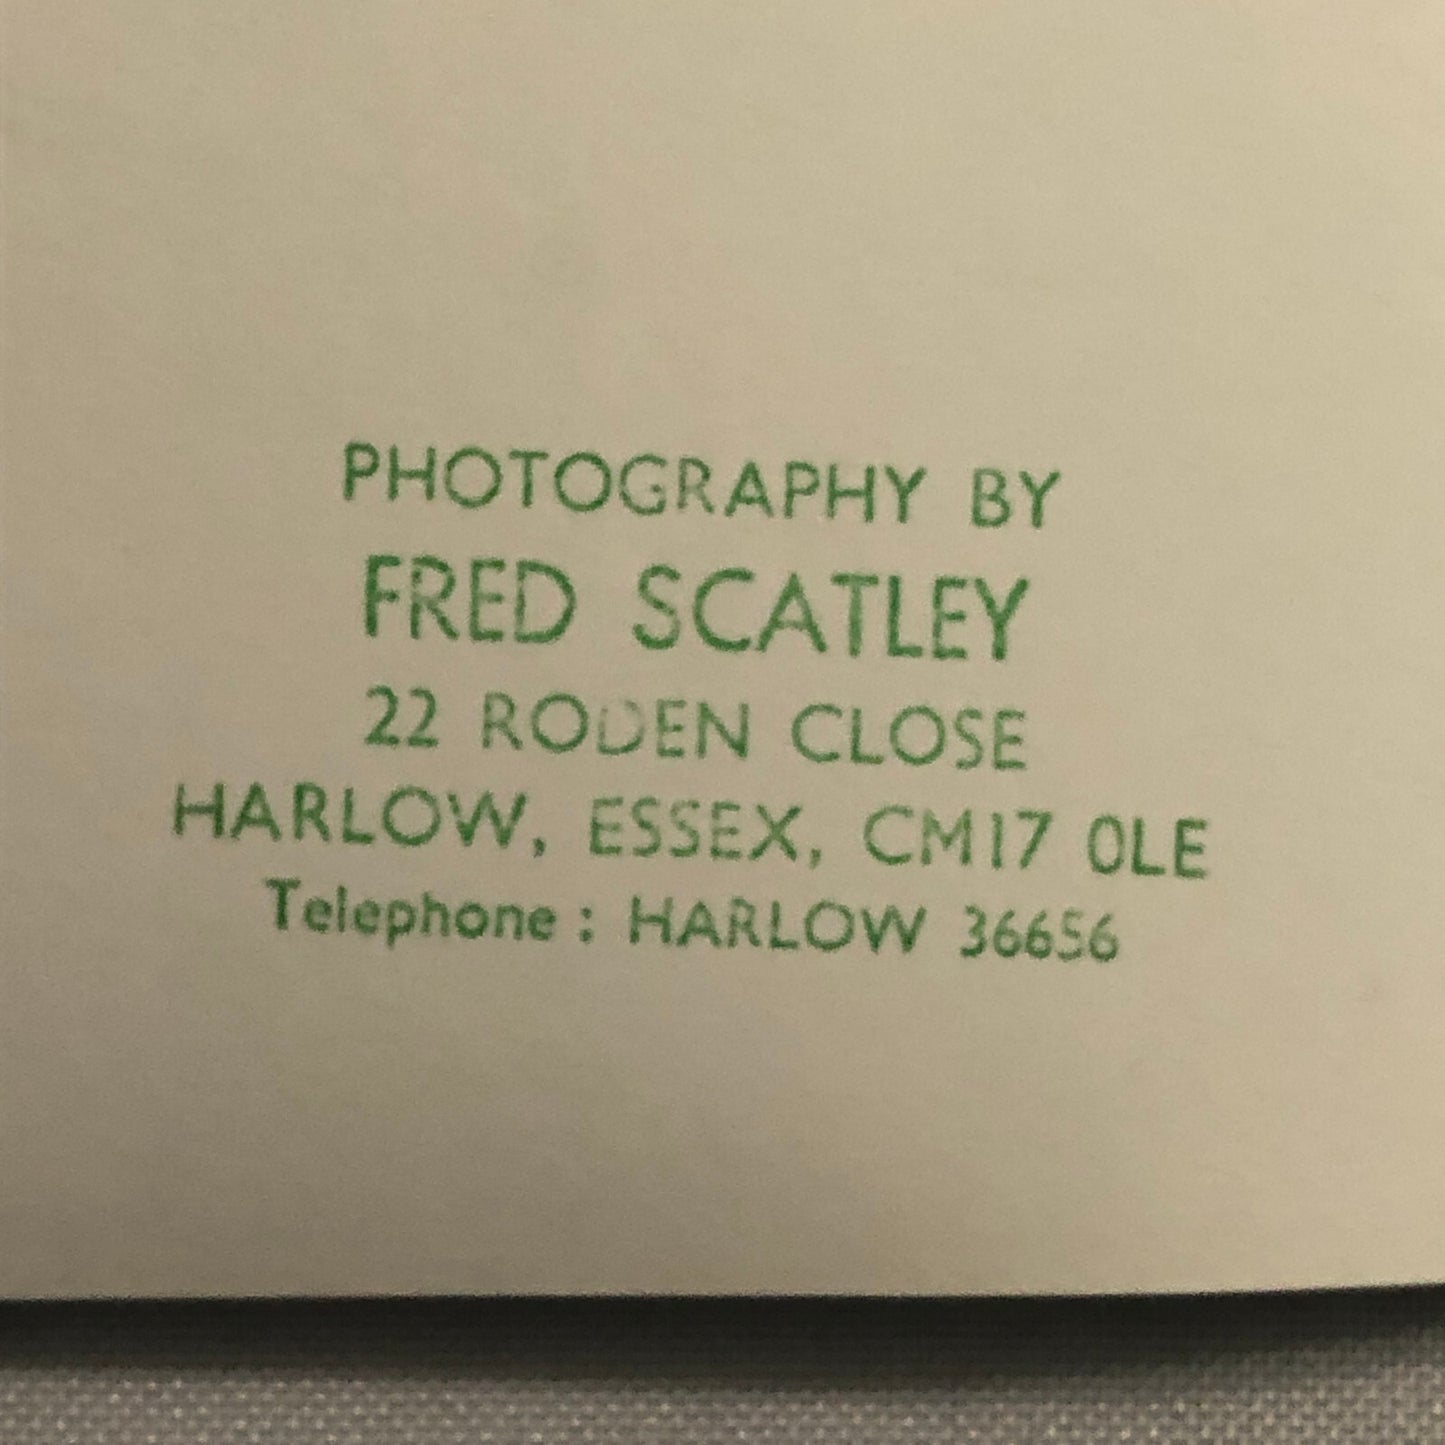 PHOTOGRAPHY BY
FRED SCATLEY
22 RODEN CLOSE
HARLOW, ESSEX, CM17 0LE
Telephone : HARLOW 36656